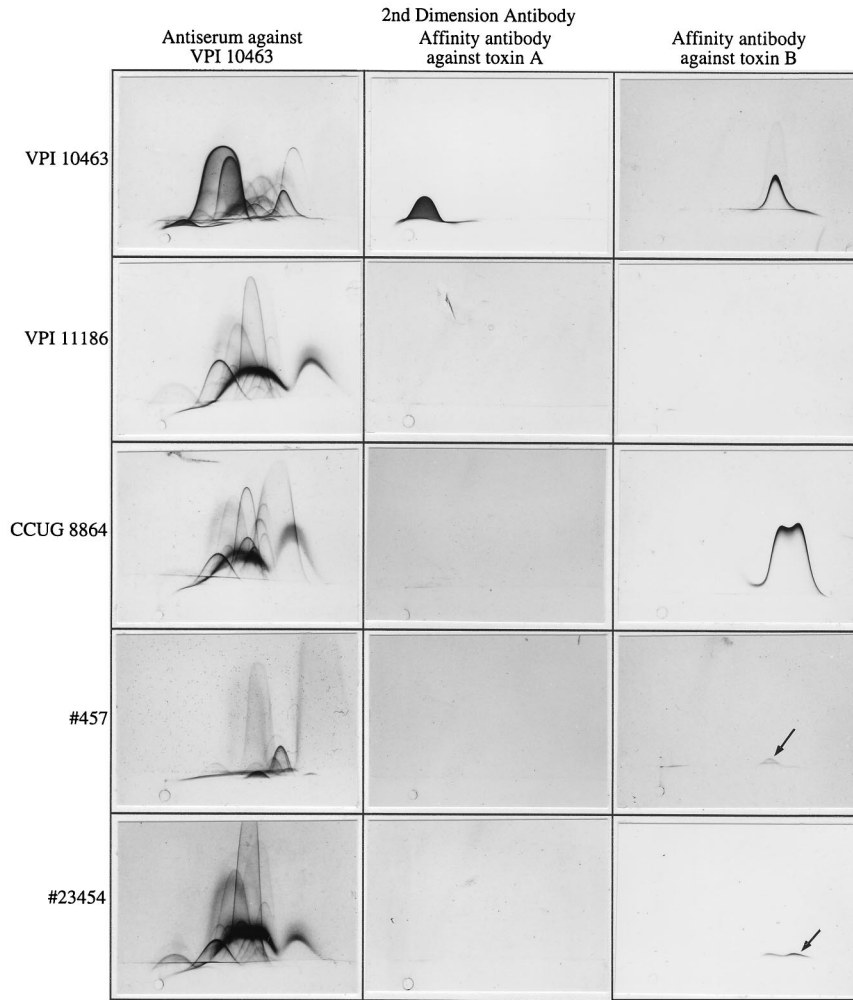 2nd Dimension Antibody
Antiserum against
VPI 10463
Affinity antibody
against toxin A
Affinity antibody
against toxin B
VPI 10463
VPI 11186
CCUG 8864
#457
#23454